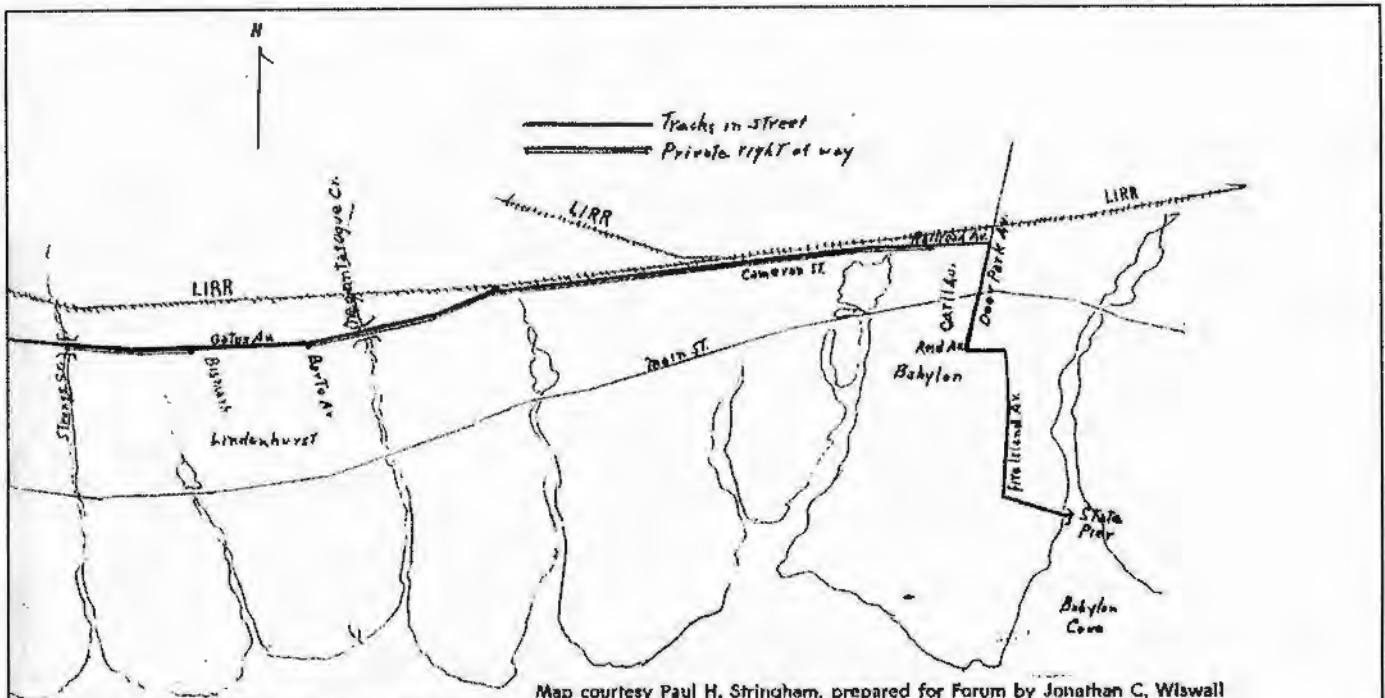 N
Tracks in Street
Private right of way
LIRR
LIRR
LIRR
Railroad Av.
Cameron St.
Deer Park Av.
Carll Av.
Gates Av.
Main St.
Bismark
Lindenhurst
Babylon
Fire Island Av.
State
Pier
Babylon
Cove
Map courtesy Paul H. Stringham, prepared for Forum by Jonathan C. Wiswall